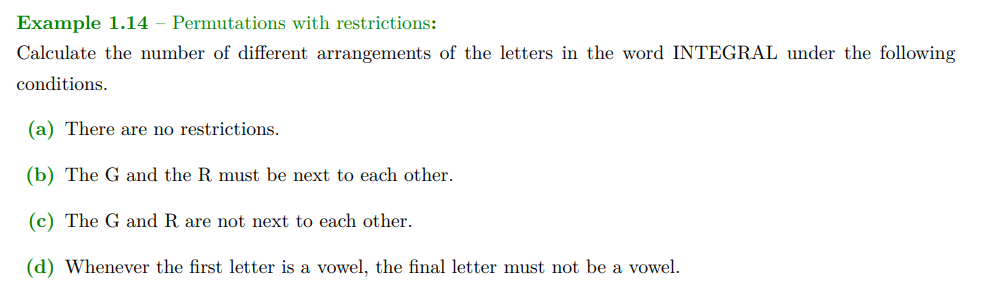 Example 1.14 – Permutations with restrictions:
Calculate the number of different arrangements of the letters in the word INTEGRAL under the following
conditions.
(a) There are no restrictions.
(b) The G and the R must be next to each other.
(c) The G and R are not next to each other.
(d) Whenever the first letter is a vowel, the final letter must not be a vowel.